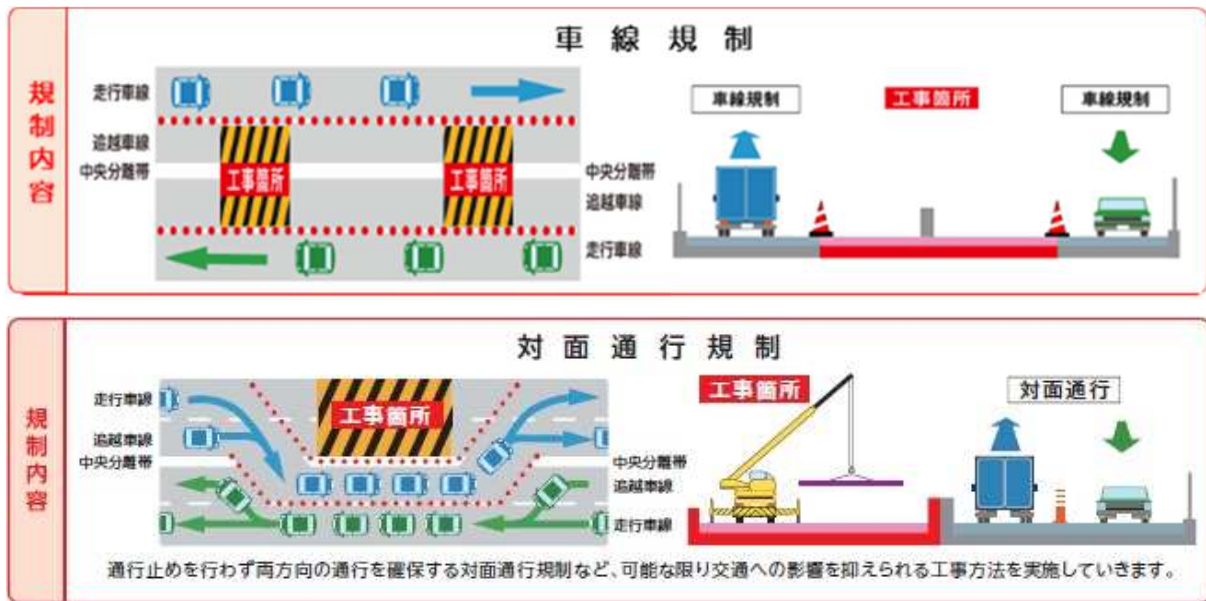 規制内容
車線規制
走行車線
追越車線
中央分離帯
工事箇所
工事箇所
中央分離帯
追越車線
走行車線
車線規制
工事箇所
車線規制
規制内容
対面通行規制
走行車線
追越車線
中央分離帯
工事箇所
中央分離帯
追越車線
走行車線
工事箇所
対面通行
通行止めを行わず両方向の通行を確保する対面通行規制など、可能な限り交通への影響を抑えられる工事方法を実施していきます。